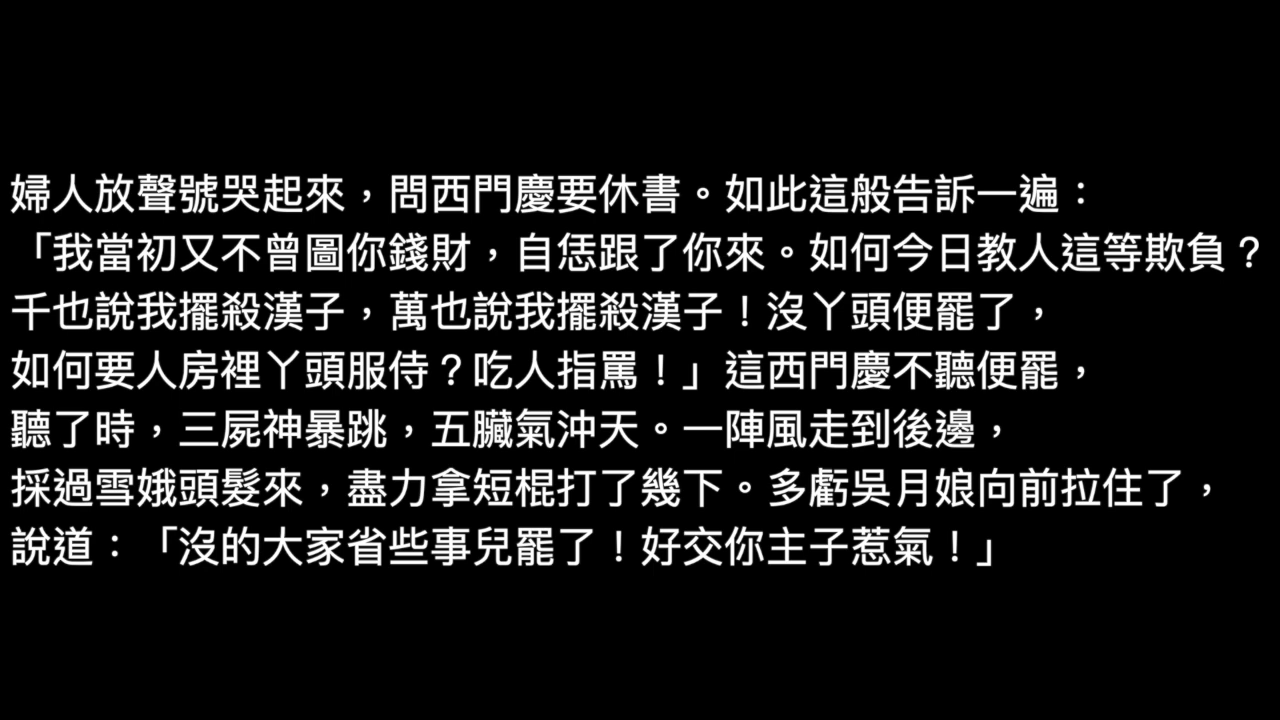 婦人放聲號哭起來，問西門慶要休書。如此這般告訴一遍：
「我當初又不曾圖你錢財，自恁跟了你來。如何今日教人這等欺負？
千也說我擺殺漢子，萬也說我擺殺漢子！沒丫頭便罷了，
如何要人房裡丫頭服侍？吃人指罵！」這西門慶不聽便罷，
聽了時，三屍神暴跳，五臟氣沖天。一陣風走到後邊，
採過雪娥頭髮來，盡力拿短棍打了幾下。多虧吳月娘向前拉住了，
說道：「沒的大家省些事兒罷了！好交你主子惹氣！」